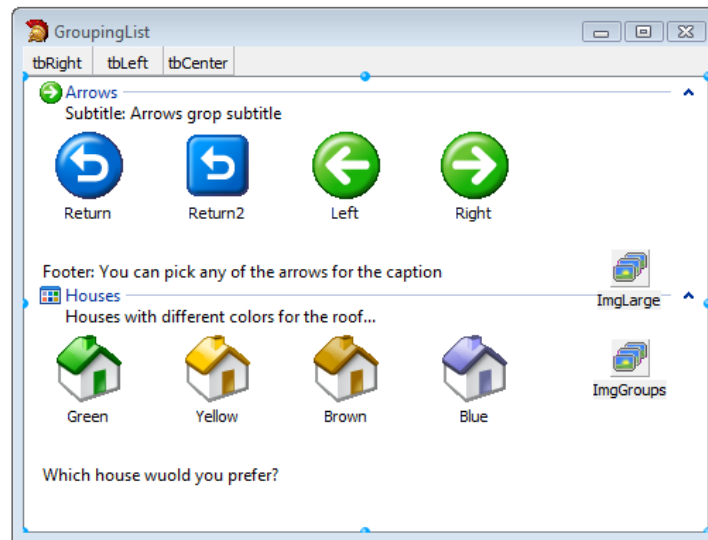 GroupingList
tbRight tbLeft tbCenter
Arrows
Subtitle: Arrows grop subtitle
Return Return2 Left Right
Footer: You can pick any of the arrows for the caption
ImgLarge
Houses
Houses with different colors for the roof...
ImgGroups
Green Yellow Brown Blue
Which house wuold you prefer?